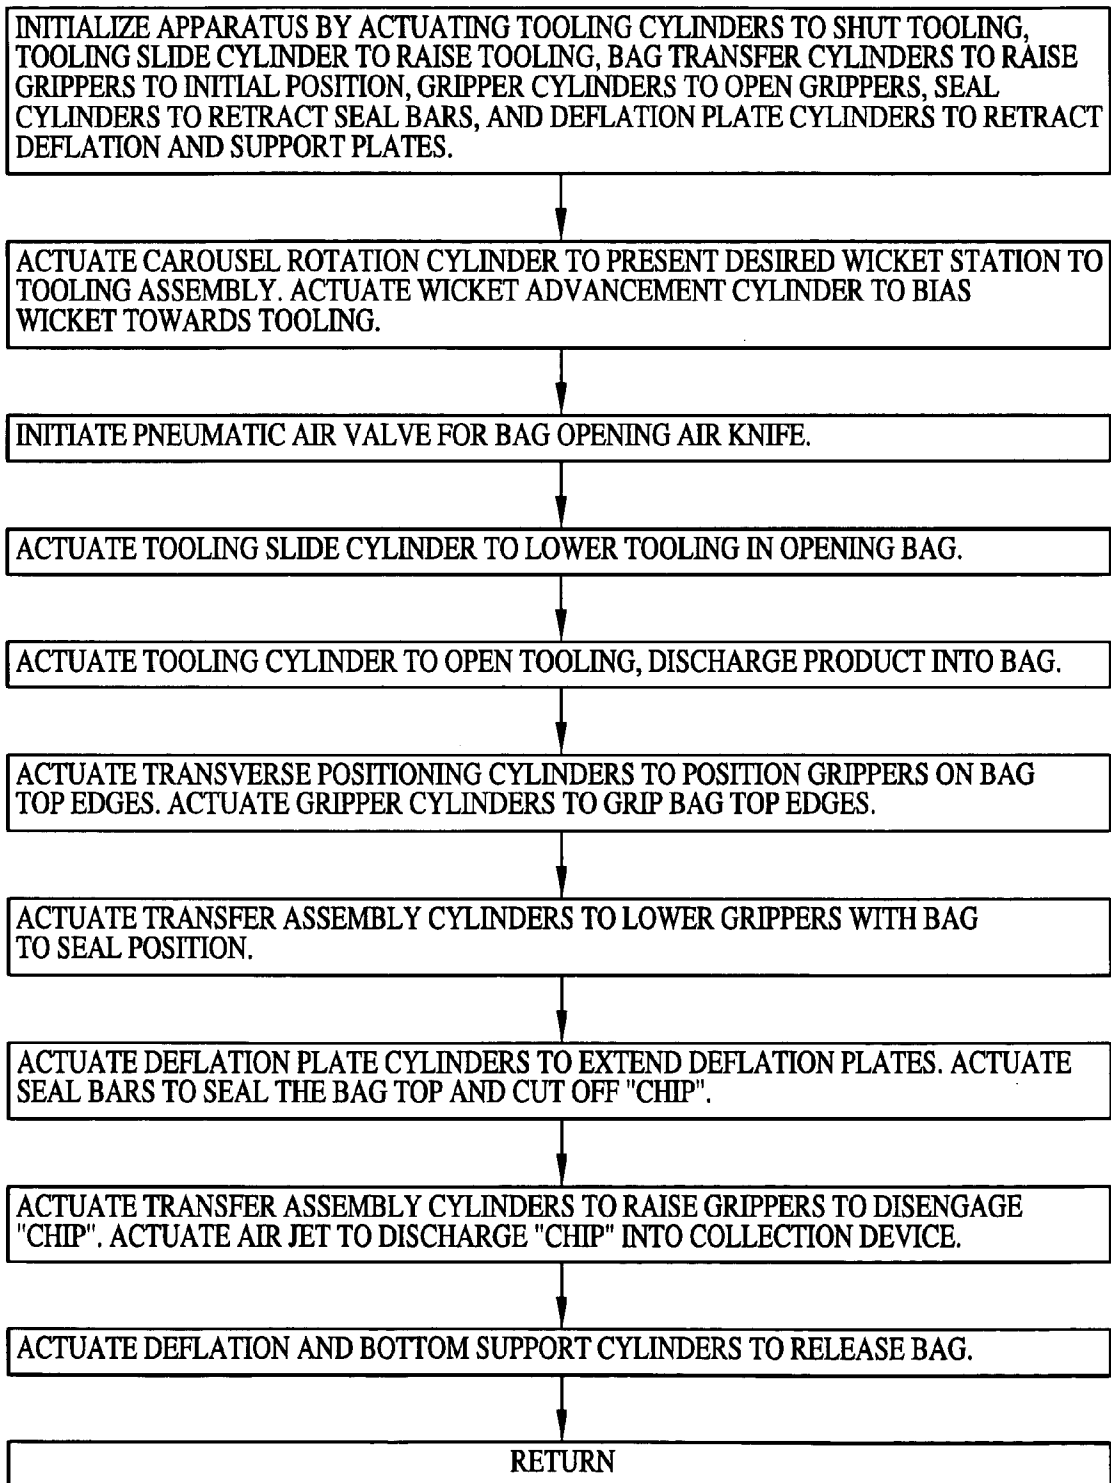 INITIALIZE APPARATUS BY ACTUATING TOOLING CYLINDERS TO SHUT TOOLING,
TOOLING SLIDE CYLINDER TO RAISE TOOLING, BAG TRANSFER CYLINDERS TO RAISE
GRIPPERS TO INITIAL POSITION, GRIPPER CYLINDERS TO OPEN GRIPPERS, SEAL
CYLINDERS TO RETRACT SEAL BARS, AND DEFLATION PLATE CYLINDERS TO RETRACT
DEFLATION AND SUPPORT PLATES.
ACTUATE CAROUSEL ROTATION CYLINDER TO PRESENT DESIRED WICKET STATION TO
TOOLING ASSEMBLY. ACTUATE WICKET ADVANCEMENT CYLINDER TO BIAS
WICKET TOWARDS TOOLING.
INITIATE PNEUMATIC AIR VALVE FOR BAG OPENING AIR KNIFE.
ACTUATE TOOLING SLIDE CYLINDER TO LOWER TOOLING IN OPENING BAG.
ACTUATE TOOLING CYLINDER TO OPEN TOOLING, DISCHARGE PRODUCT INTO BAG.
ACTUATE TRANSVERSE POSITIONING CYLINDERS TO POSITION GRIPPERS ON BAG
TOP EDGES. ACTUATE GRIPPER CYLINDERS TO GRIP BAG TOP EDGES.
ACTUATE TRANSFER ASSEMBLY CYLINDERS TO LOWER GRIPPERS WITH BAG
TO SEAL POSITION.
ACTUATE DEFLATION PLATE CYLINDERS TO EXTEND DEFLATION PLATES. ACTUATE
SEAL BARS TO SEAL THE BAG TOP AND CUT OFF "CHIP".
ACTUATE TRANSFER ASSEMBLY CYLINDERS TO RAISE GRIPPERS TO DISENGAGE
"CHIP". ACTUATE AIR JET TO DISCHARGE "CHIP" INTO COLLECTION DEVICE.
ACTUATE DEFLATION AND BOTTOM SUPPORT CYLINDERS TO RELEASE BAG.
RETURN